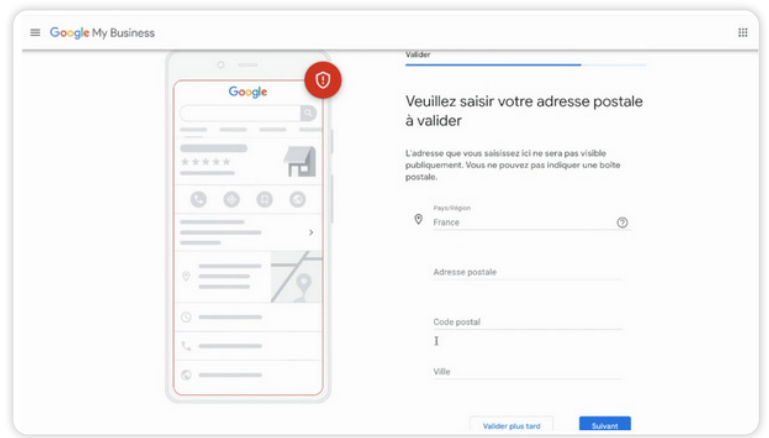 Google My Business
Google
Valider
Veuillez saisir votre adresse postale
à valider
L'adresse que vous saisissez ici ne sera pas visible
publiquement. Vous ne pouvez pas indiquer une boîte
postale.
Pays/Région
France
Adresse postale
Code postal
Ville
Valider plus tard
Suivant